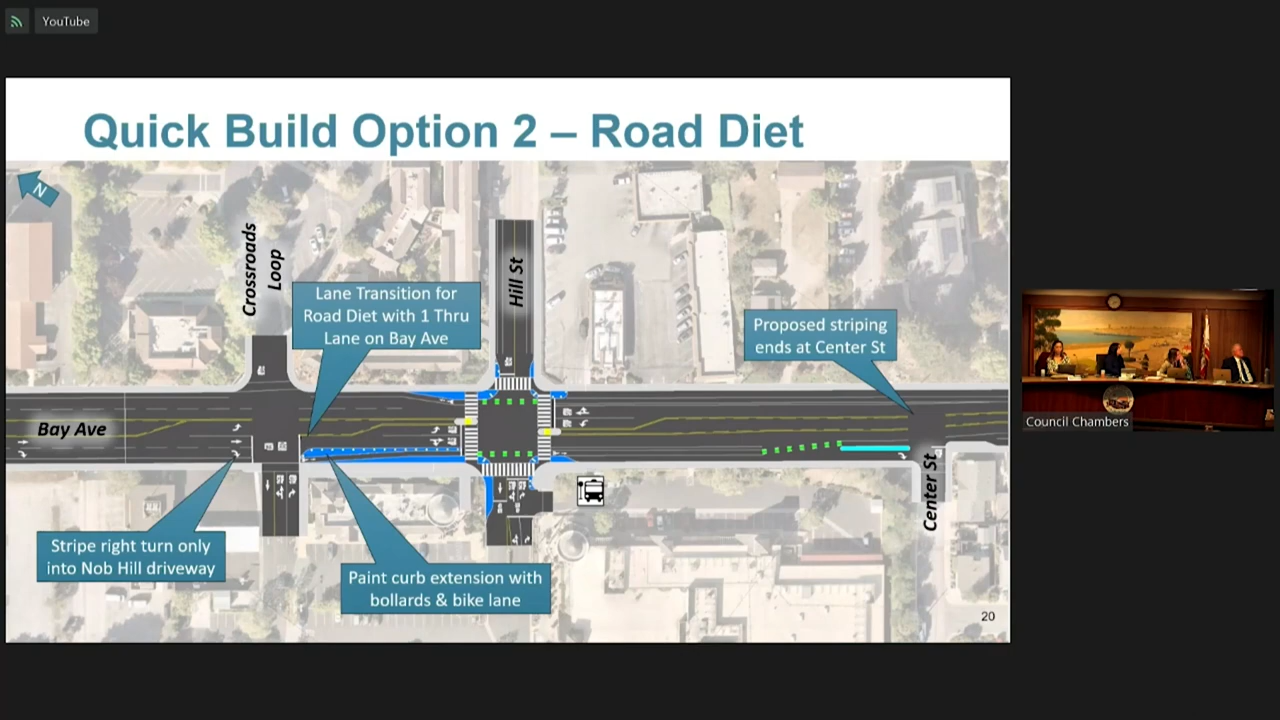 YouTube
Quick Build Option 2 – Road Diet
N
Crossroads
Loop
Hill St
Lane Transition for
Road Diet with 1 Thru
Lane on Bay Ave
Proposed striping
ends at Center St
Bay Ave
Council Chambers
Center St
Stripe right turn only
into Nob Hill driveway
Paint curb extension with
bollards & bike lane
20